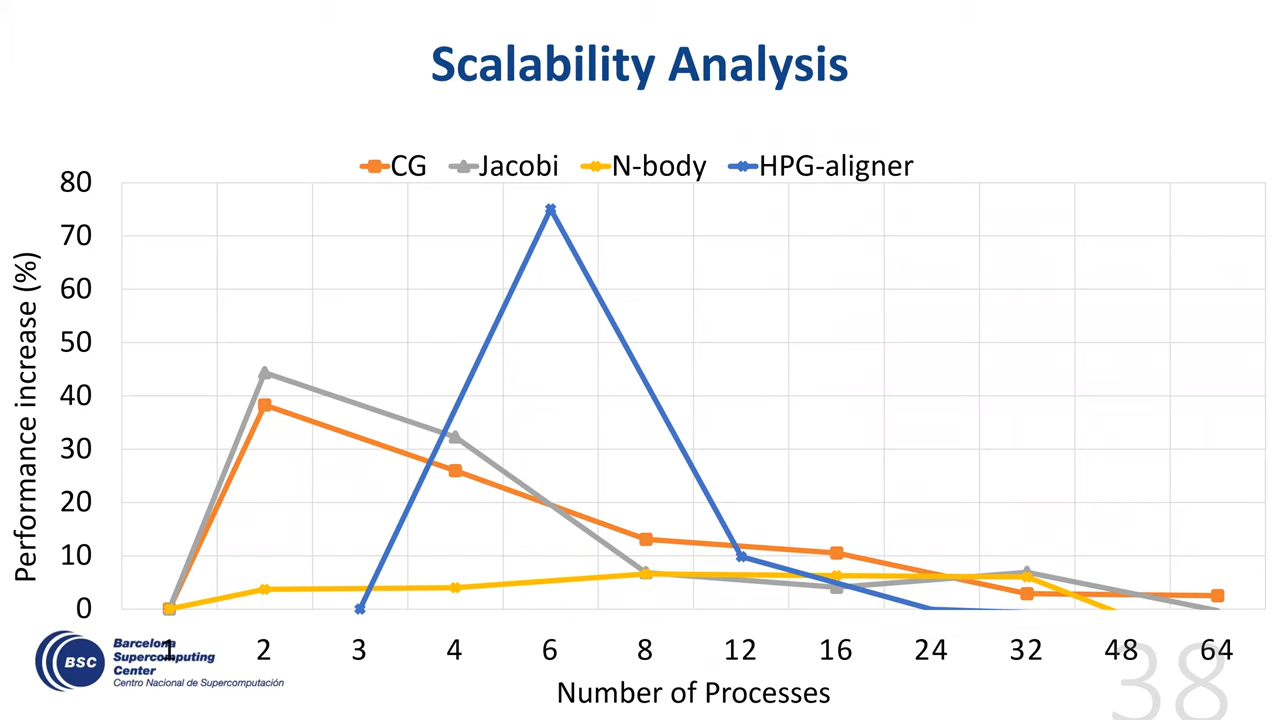 Scalability Analysis
CG Jacobi N-body HPG-aligner
Performance increase (%)
80
70
60
50
40
30
20
10
0
1 2 3 4 6 8 12 16 24 32 48 64
Number of Processes
BSC
Barcelona
Supercomputing
Center
Centro Nacional de Supercomputación
38